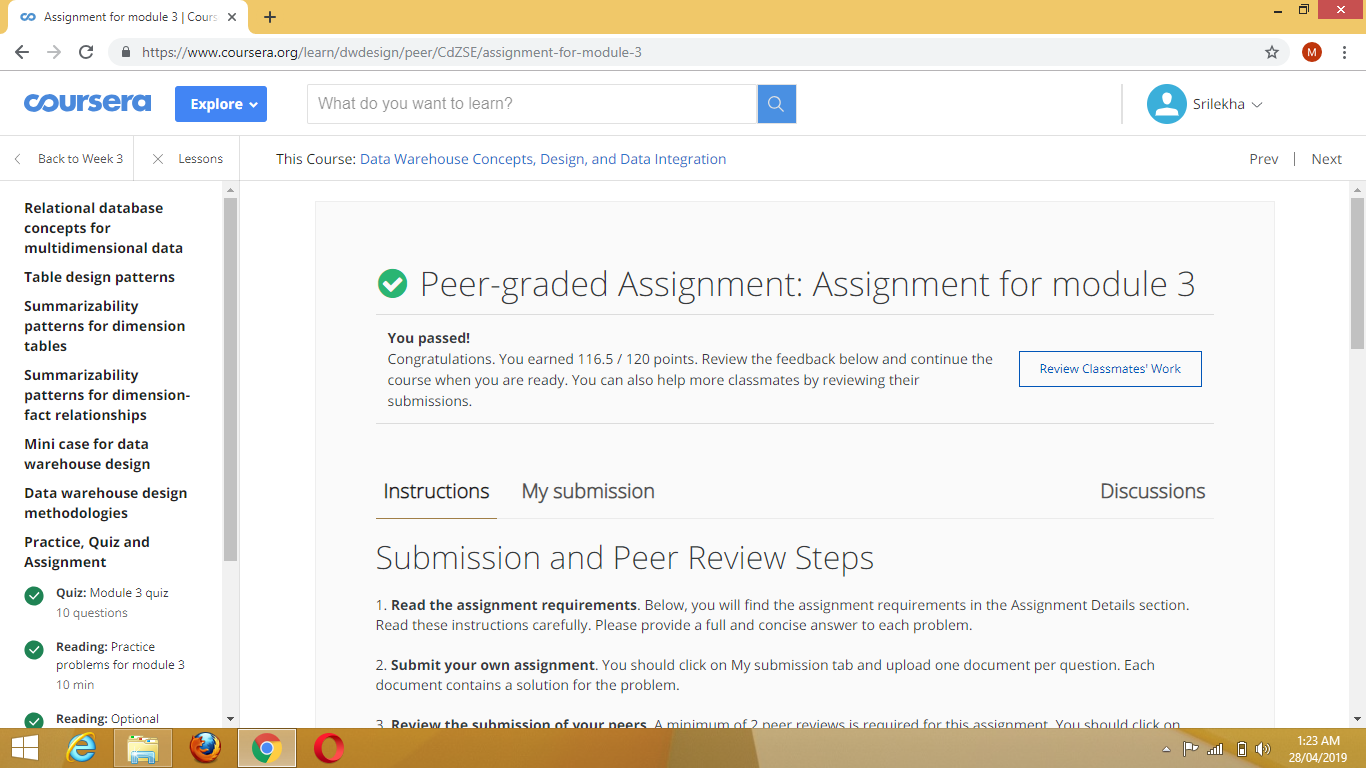 Assignment for module 3 | Cours
https://www.coursera.org/learn/dwdesign/peer/CdZSE/assignment-for-module-3
M
coursera
Explore
What do you want to learn?
Srilekha
Back to Week 3
Lessons
This Course: Data Warehouse Concepts, Design, and Data Integration
Prev | Next
Relational database
concepts for
multidimensional data
Table design patterns
Summarizability
patterns for dimension
tables
Summarizability
patterns for dimension-
fact relationships
Mini case for data
warehouse design
Data warehouse design
methodologies
Practice, Quiz and
Assignment
Quiz: Module 3 quiz
10 questions
Reading: Practice
problems for module 3
10 min
Reading: Optional
Peer-graded Assignment: Assignment for module 3
You passed!
Congratulations. You earned 116.5 / 120 points. Review the feedback below and continue the
course when you are ready. You can also help more classmates by reviewing their
submissions.
Review Classmates' Work
Instructions
My submission
Discussions
Submission and Peer Review Steps
1. Read the assignment requirements. Below, you will find the assignment requirements in the Assignment Details section.
Read these instructions carefully. Please provide a full and concise answer to each problem.
2. Submit your own assignment. You should click on My submission tab and upload one document per question. Each
document contains a solution for the problem.
3. Review the submission of your peers. A minimum of 2 peer reviews is required for this assignment. You should click on
1:23 AM
28/04/2019